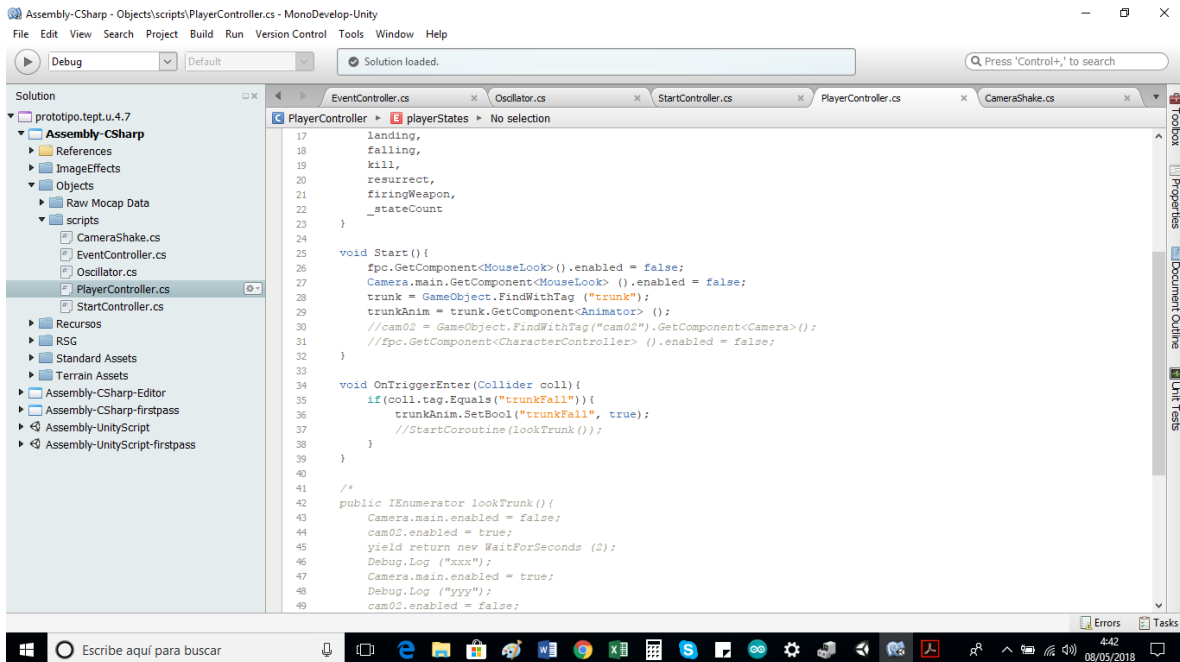 Assembly-CSharp - Objects\scripts\PlayerController.cs - MonoDevelop-Unity
File Edit View Search Project Build Run Version Control Tools Window Help
Debug Default Solution loaded. Press 'Control+,' to search
Solution
prototipo.tept.u.4.7
Assembly-CSharp
References
ImageEffects
Objects
Raw Mocap Data
scripts
CameraShake.cs
EventController.cs
Oscillator.cs
PlayerController.cs
StartController.cs
Recursos
RSG
Standard Assets
Terrain Assets
Assembly-CSharp-Editor
Assembly-CSharp-firstpass
Assembly-UnityScript
Assembly-UnityScript-firstpass
EventController.cs Oscillator.cs StartController.cs PlayerController.cs CameraShake.cs
PlayerController playerStates No selection
17 landing,
18 falling,
19 kill,
20 resurrect,
21 firingWeapon,
22 _stateCount
23 }
24
25 void Start(){
26 fpc.GetComponent<MouseLook>().enabled = false;
27 Camera.main.GetComponent<MouseLook> ().enabled = false;
28 trunk = GameObject.FindWithTag ("trunk");
29 trunkAnim = trunk.GetComponent<Animator> ();
30 //cam02 = GameObject.FindWithTag("cam02").GetComponent<Camera>();
31 //fpc.GetComponent<CharacterController> ().enabled = false;
32 }
33
34 void OnTriggerEnter(Collider coll){
35 if(coll.tag.Equals("trunkFall")){
36 trunkAnim.SetBool("trunkFall", true);
37 //StartCoroutine(lookTrunk());
38 }
39 }
40
41 /*
42 public IEnumerator lookTrunk(){
43 Camera.main.enabled = false;
44 cam02.enabled = true;
45 yield return new WaitForSeconds (2);
46 Debug.Log ("xxx");
47 Camera.main.enabled = true;
48 Debug.Log ("yyy");
49 cam02.enabled = false;
Toolbox
Properties
Document Outline
Unit Tests
Errors Tasks
Escribe aquí para buscar
4:42
08/05/2018